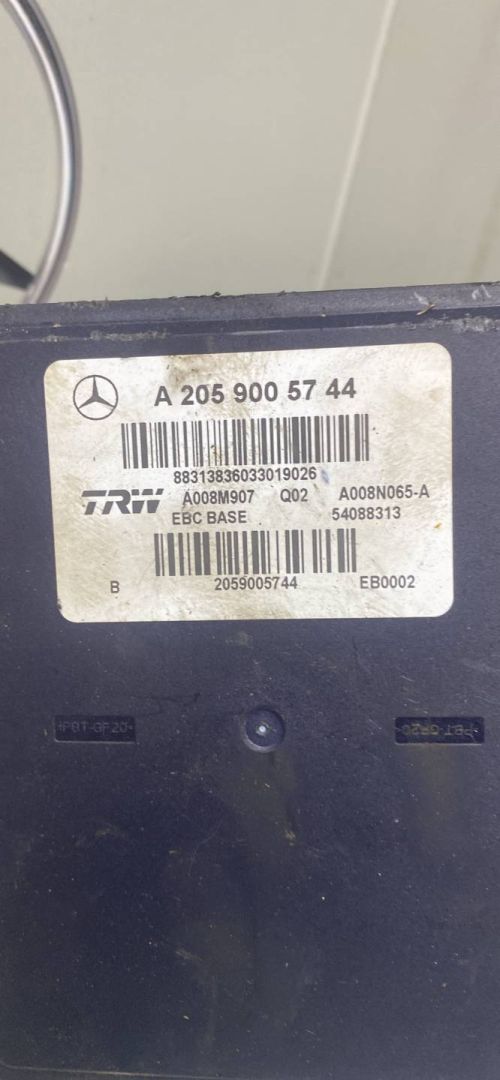 A 205 900 57 44
88313836033019026
TRW A008M907 Q02 A008N065-A
EBC BASE 54088313
B 2059005744 EB0002